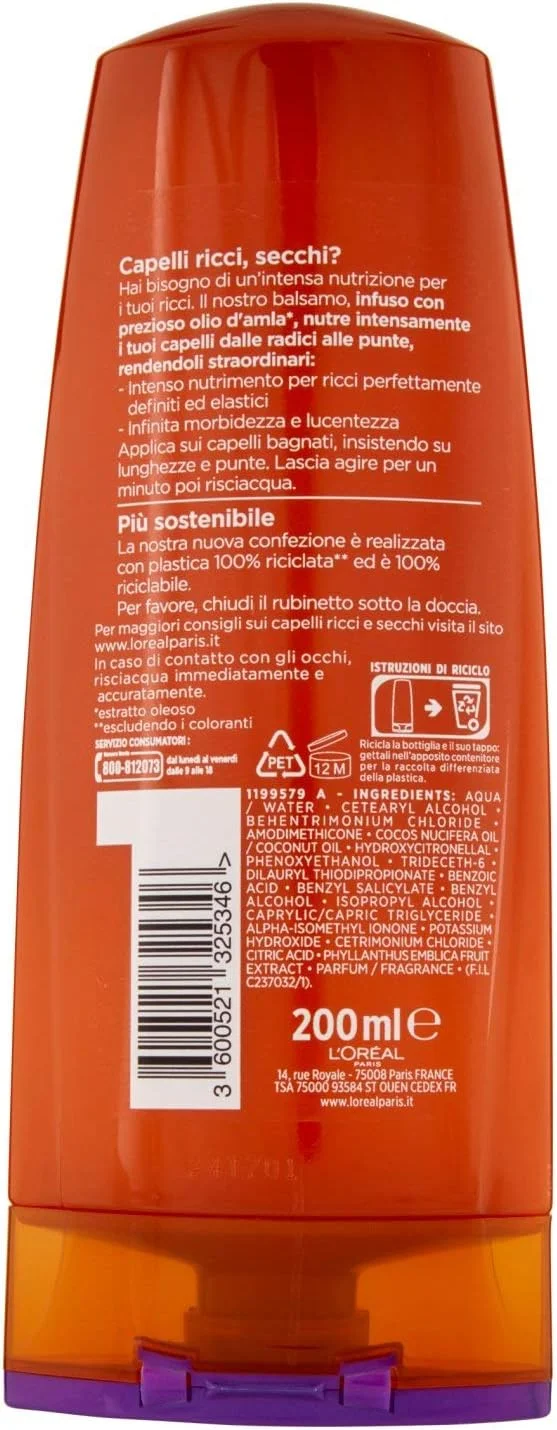 Capelli ricci, secchi?
Hai bisogno di un'intensa nutrizione per
i tuoi ricci. Il nostro balsamo, infuso con
prezioso olio d'amla*, nutre intensamente
i tuoi capelli dalle radici alle punte,
rendendoli straordinari:
- Intenso nutrimento per ricci perfettamente
definiti ed elastici
- Infinita morbidezza e lucentezza
Applica sui capelli bagnati, insistendo su
lunghezze e punte. Lascia agire per un
minuto poi risciacqua.
Più sostenibile
La nostra nuova confezione è realizzata
con plastica 100% riciclata** ed è 100%
riciclabile.
Per favore, chiudi il rubinetto sotto la doccia.
Per maggiori consigli sui capelli ricci e secchi visita il sito
www.lorealparis.it
In caso di contatto con gli occhi,
risciacqua immediatamente e
accuratamente.
*estratto oleoso
**escludendo i coloranti
SERVIZIO CONSUMATORI:
800-812073
dal lunedì al venerdì
dalle 9 alle 18
PET
12 M
ISTRUZIONI DI RICICLO
Ricicla la bottiglia e il suo tappo:
gettali nell'apposito contenitore
per la raccolta differenziata
della plastica.
1199579 A - INGREDIENTS: AQUA
/ WATER • CETEARYL ALCOHOL •
BEHENTRIMONIUM CHLORIDE •
AMODIMETHICONE • COCOS NUCIFERA OIL
/ COCONUT OIL • HYDROXYCITRONELLAL •
PHENOXYETHANOL • TRIDECETH-6 •
DILAURYL THIODIPROPIONATE • BENZOIC
ACID • BENZYL SALICYLATE • BENZYL
ALCOHOL • ISOPROPYL ALCOHOL •
CAPRYLIC/CAPRIC TRIGLYCERIDE •
ALPHA-ISOMETHYL IONONE • POTASSIUM
HYDROXIDE • CETRIMONIUM CHLORIDE •
CITRIC ACID • PHYLLANTHUS EMBLICA FRUIT
EXTRACT • PARFUM / FRAGRANCE • (F.I.L
C237032/1).
3 600521 325346 >
200 ml e
L'ORÉAL
PARIS
14, rue Royale - 75008 Paris FRANCE
TSA 75000 93584 ST OUEN CEDEX FR
www.lorealparis.it